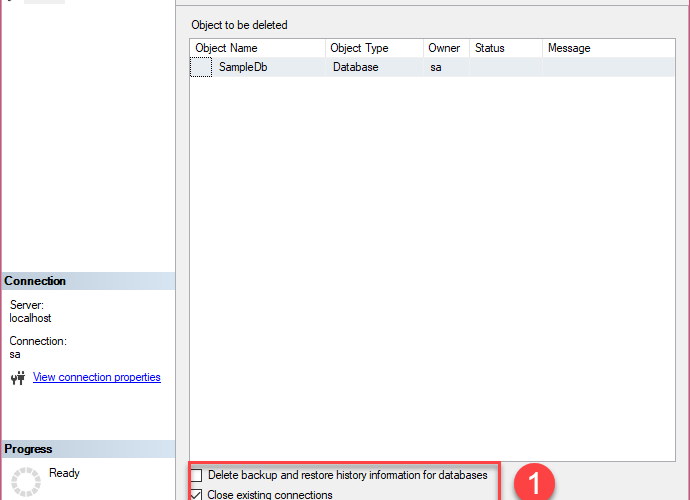 Object to be deleted
Object Name Object Type Owner Status Message
SampleDb Database sa
Connection
Server:
localhost
Connection:
sa
View connection properties
Progress
Ready
Delete backup and restore history information for databases
Close existing connections
1